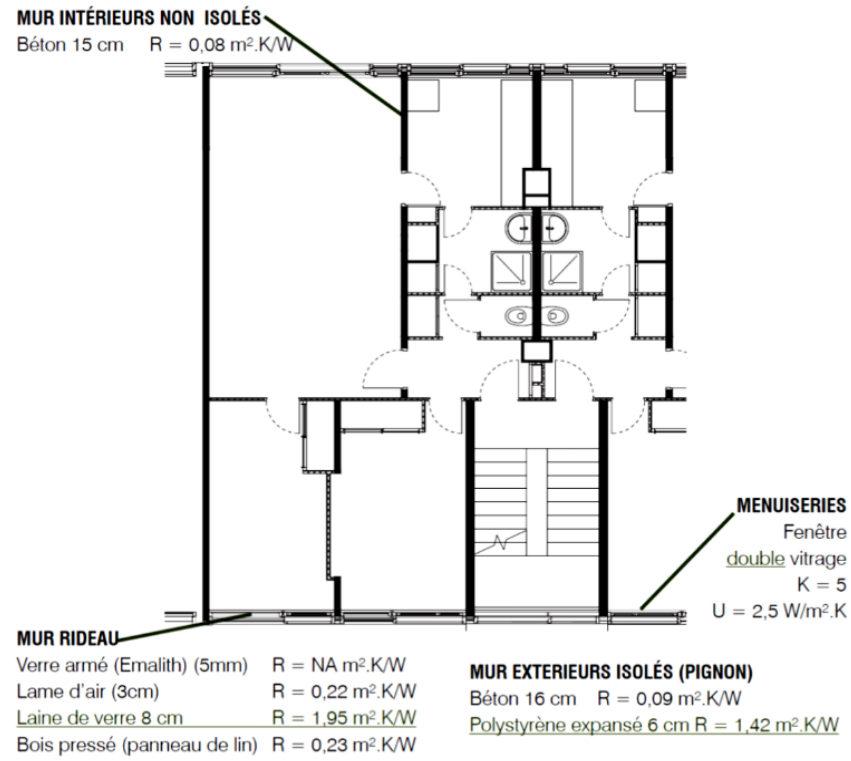 MUR INTÉRIEURS NON ISOLÉS
Béton 15 cm R = 0,08 m².K/W
MENUISERIES
Fenêtre
double vitrage
K = 5
U = 2,5 W/m².K
MUR RIDEAU
Verre armé (Emalith) (5mm) R = NA m².K/W
Lame d'air (3cm) R = 0,22 m².K/W
Laine de verre 8 cm R = 1,95 m².K/W
Bois pressé (panneau de lin) R = 0,23 m².K/W
MUR EXTERIEURS ISOLÉS (PIGNON)
Béton 16 cm R = 0,09 m².K/W
Polystyrène expansé 6 cm R = 1,42 m².K/W